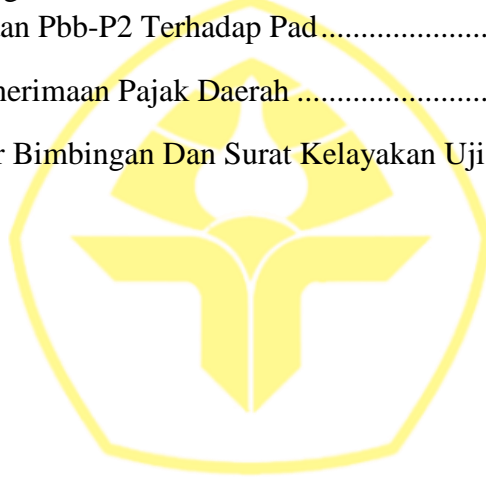 an Pbb-P2 Terhadap Pad.....................
nerimaan Pajak Daerah .......................
r Bimbingan Dan Surat Kelayakan Uji